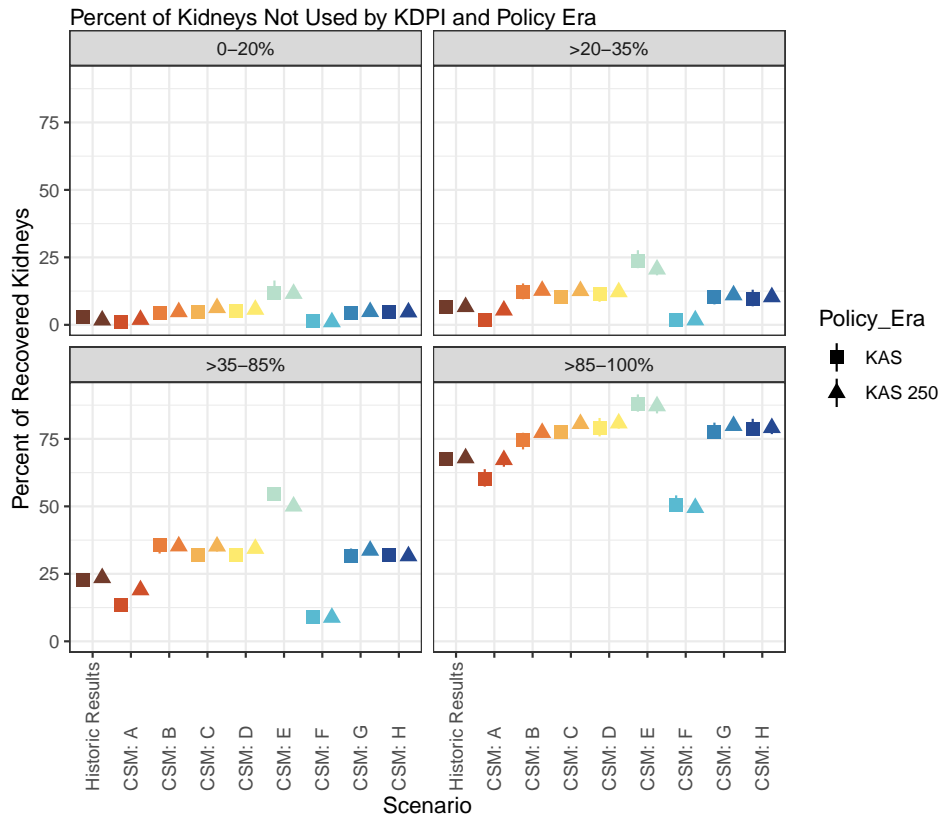 Percent of Kidneys Not Used by KDPI and Policy Era
0−20%
>20−35%
75
50
25
0
>35−85%
>85−100%
75
50
25
0
Percent of Recovered Kidneys
Historic Results
CSM: A
CSM: B
CSM: C
CSM: D
CSM: E
CSM: F
CSM: G
CSM: H
Historic Results
CSM: A
CSM: B
CSM: C
CSM: D
CSM: E
CSM: F
CSM: G
CSM: H
Scenario
Policy_Era
KAS
KAS 250